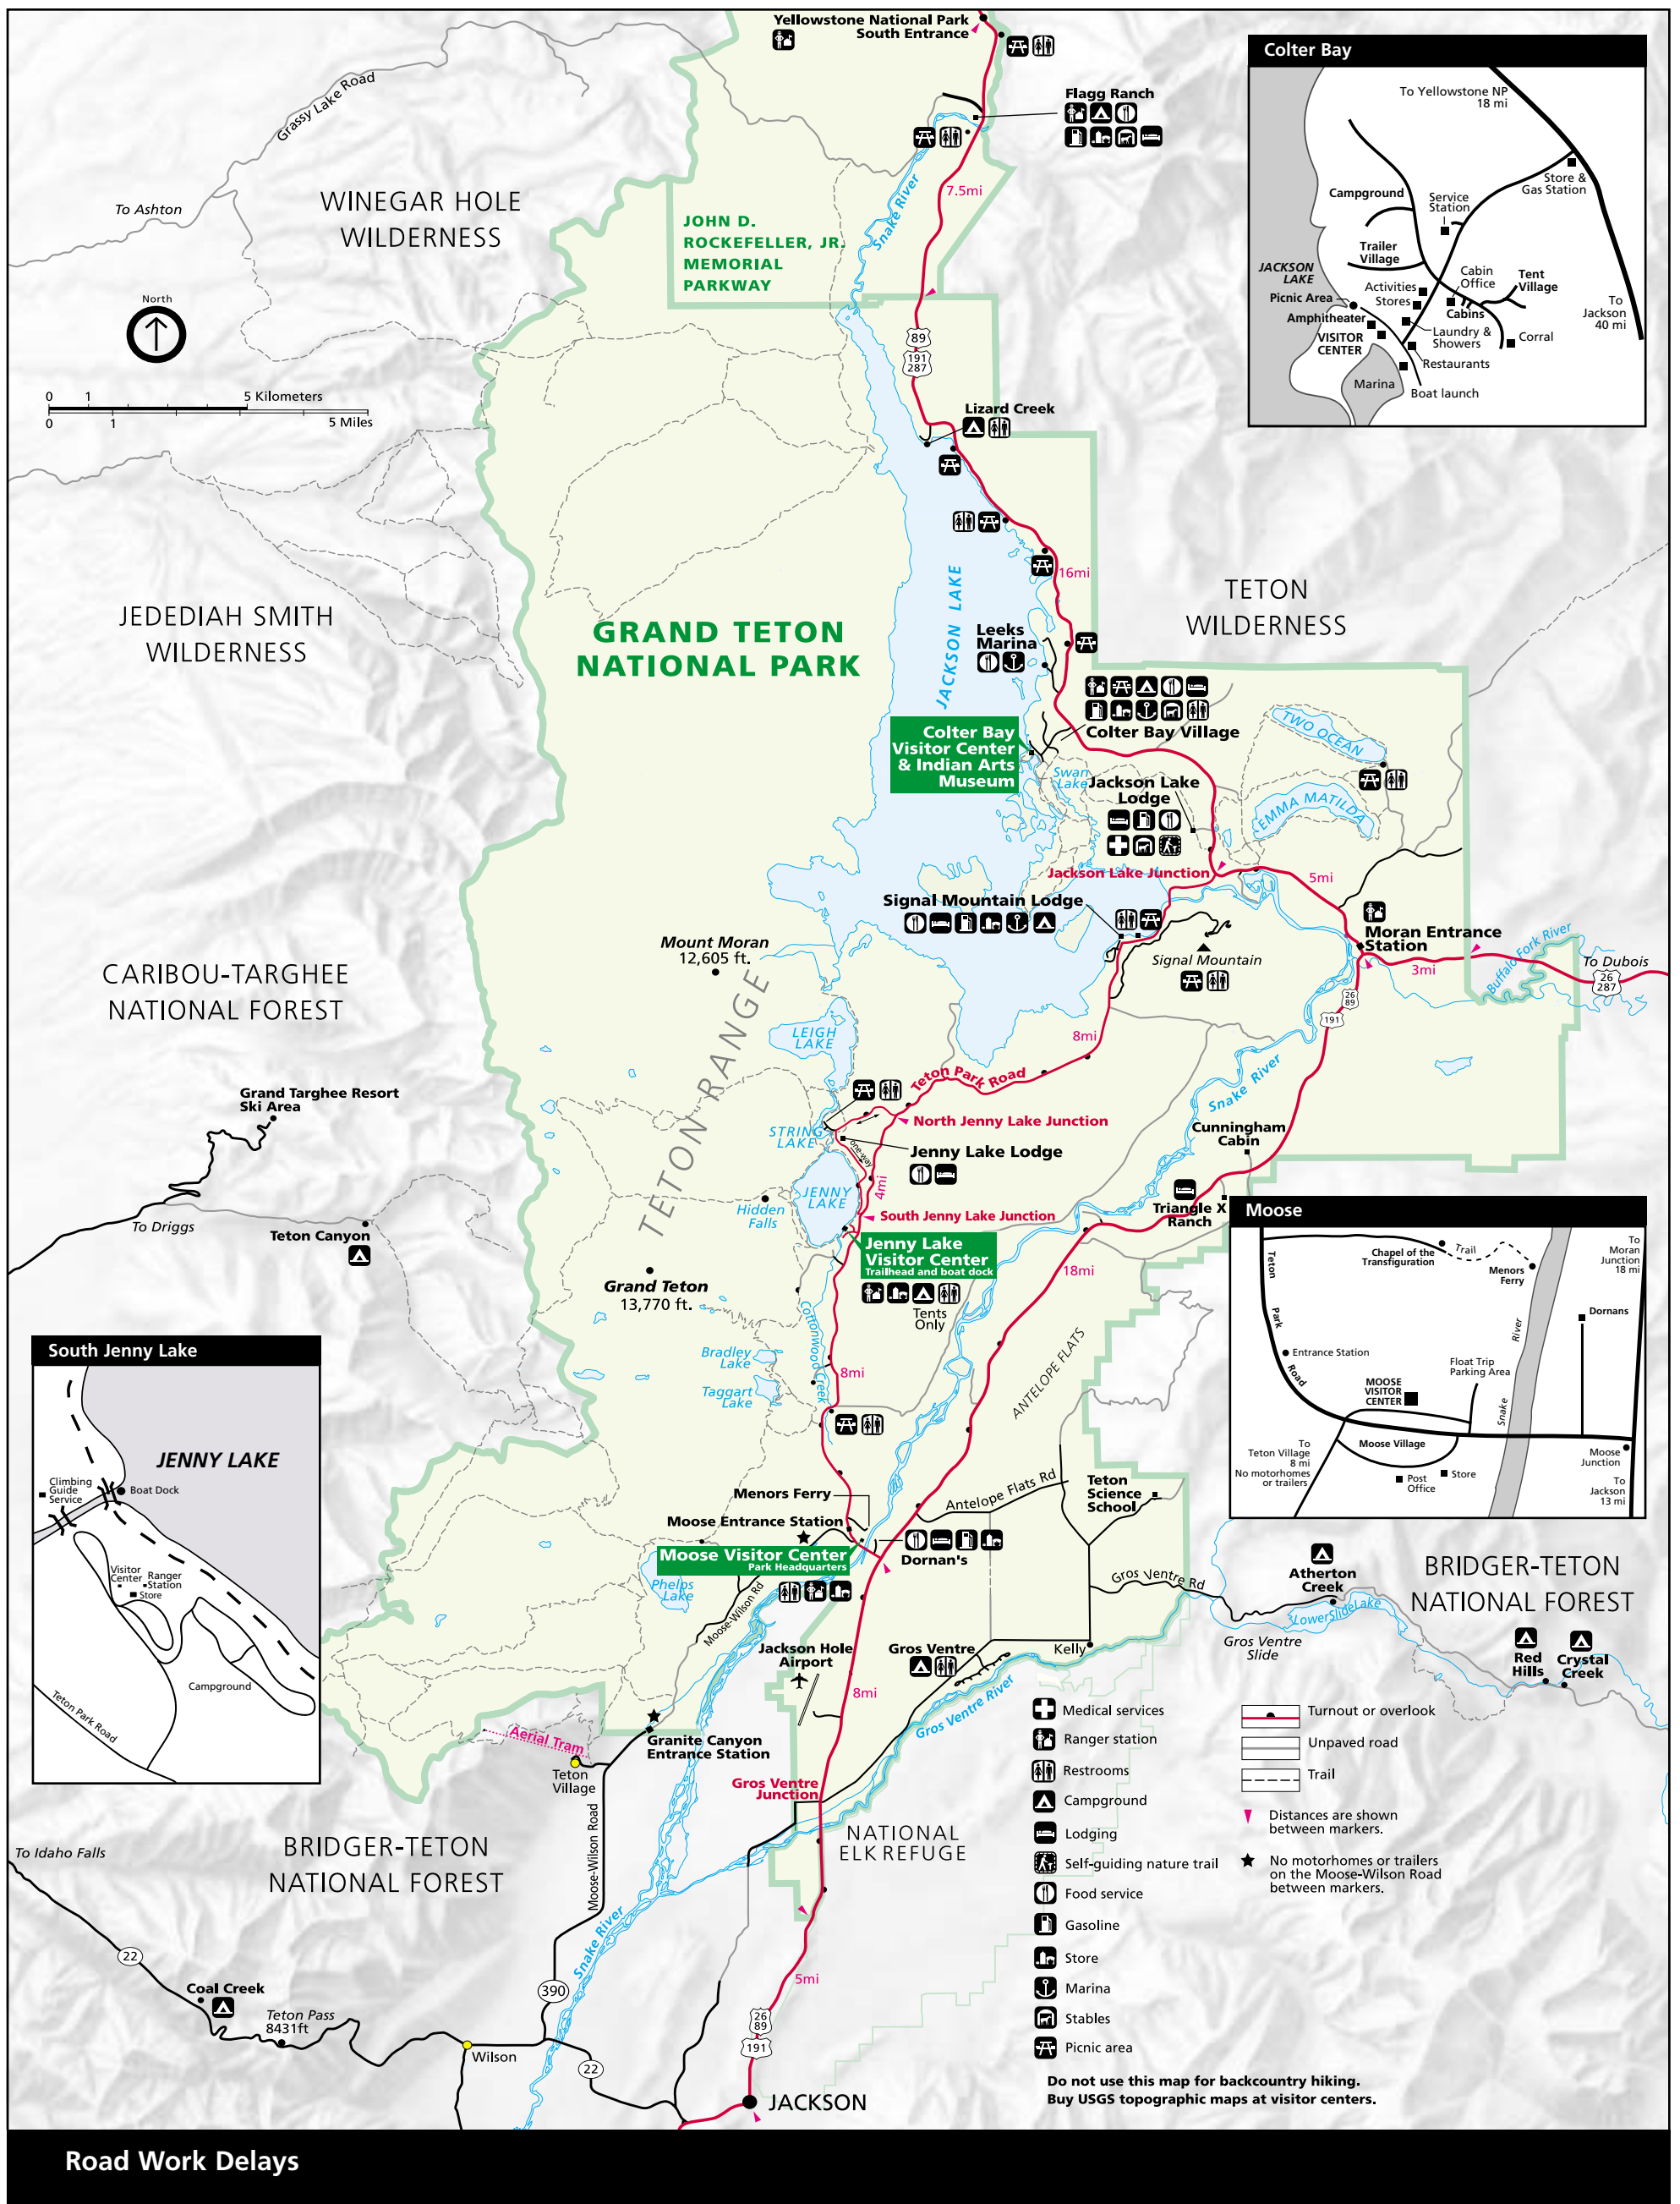 Yellowstone National Park
South Entrance
Flagg Ranch
Grassy Lake Road
To Ashton
WINEGAR HOLE
WILDERNESS
JOHN D.
ROCKEFELLER, JR.
MEMORIAL
PARKWAY
Snake River
7.5mi
North
0 1 5 Kilometers
0 1 5 Miles
89
191
287
Lizard Creek
16mi
Colter Bay
To Yellowstone NP
18 mi
Store &
Gas Station
Campground
Service
Station
Trailer
Village
JACKSON
LAKE
Cabin
Office
Tent
Village
Activities
Stores
Picnic Area
Cabins
To
Jackson
40 mi
Amphitheater
Laundry &
Showers
Corral
VISITOR
CENTER
Restaurants
Marina
Boat launch
JEDEDIAH SMITH
WILDERNESS
GRAND TETON
NATIONAL PARK
JACKSON LAKE
TETON
WILDERNESS
Leeks
Marina
Colter Bay
Visitor Center
& Indian Arts
Museum
Colter Bay Village
Swan
Lake
Jackson Lake
Lodge
TWO OCEAN
EMMA MATILDA
Jackson Lake Junction
5mi
Signal Mountain Lodge
Signal Mountain
Moran Entrance
Station
3mi
Buffalo Fork River
To Dubois
26
287
26
89
191
Mount Moran
12,605 ft.
CARIBOU-TARGHEE
NATIONAL FOREST
TETON RANGE
LEIGH
LAKE
8mi
Teton Park Road
North Jenny Lake Junction
STRING
LAKE
one-way
Jenny Lake Lodge
4mi
JENNY
LAKE
Hidden
Falls
South Jenny Lake Junction
Jenny Lake
Visitor Center
Trailhead and boat dock
Tents
Only
Snake River
Cunningham
Cabin
Triangle X
Ranch
18mi
Grand Targhee Resort
Ski Area
To Driggs
Teton Canyon
Grand Teton
13,770 ft.
Cottonwood Creek
Bradley
Lake
Taggart
Lake
8mi
ANTELOPE FLATS
Moose
To
Moran
Junction
18 mi
Chapel of the
Transfiguration
Trail
Menors
Ferry
Teton Park Road
Dornans
River
Entrance Station
Float Trip
Parking Area
MOOSE
VISITOR
CENTER
Snake
To
Teton Village
8 mi
No motorhomes
or trailers
Moose Village
Post
Office
Store
Moose
Junction
To
Jackson
13 mi
South Jenny Lake
JENNY LAKE
Climbing
Guide
Service
Boat Dock
Visitor
Center
Ranger
Station
Store
Campground
Teton Park Road
Menors Ferry
Moose Entrance Station
Moose Visitor Center
Park Headquarters
Dornan's
Antelope Flats Rd
Teton
Science
School
Phelps
Lake
Moose-Wilson Rd
Gros Ventre Rd
Atherton
Creek
Lower Slide Lake
BRIDGER-TETON
NATIONAL FOREST
Gros Ventre
Slide
Red
Hills
Crystal
Creek
Kelly
Jackson Hole
Airport
Gros Ventre
8mi
Gros Ventre River
Aerial Tram
Teton
Village
Granite Canyon
Entrance Station
Gros Ventre
Junction
Moose-Wilson Road
NATIONAL
ELK REFUGE
BRIDGER-TETON
NATIONAL FOREST
To Idaho Falls
22
Coal Creek
Teton Pass
8431ft
390
Snake River
Wilson
22
5mi
26
89
191
JACKSON
Medical services
Ranger station
Restrooms
Campground
Lodging
Self-guiding nature trail
Food service
Gasoline
Store
Marina
Stables
Picnic area
Turnout or overlook
Unpaved road
Trail
Distances are shown
between markers.
No motorhomes or trailers
on the Moose-Wilson Road
between markers.
Do not use this map for backcountry hiking.
Buy USGS topographic maps at visitor centers.
Road Work Delays